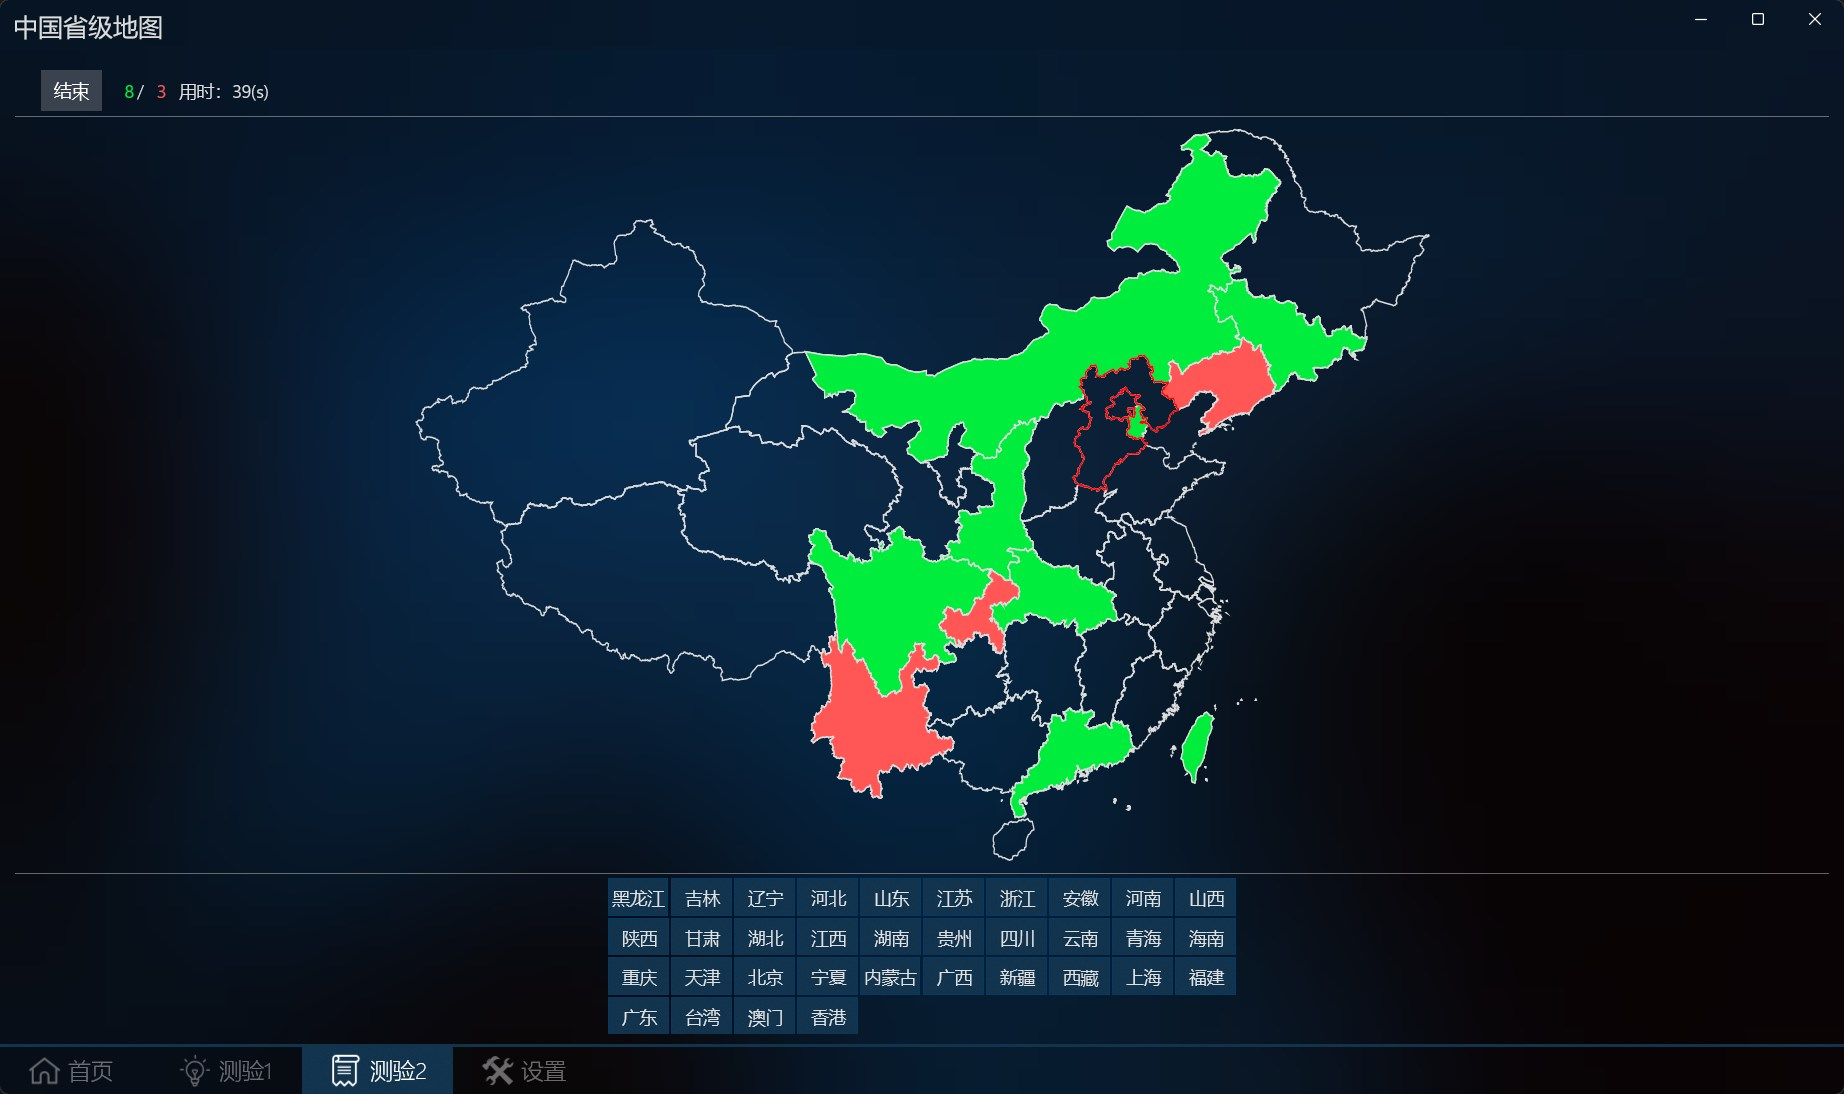 中国省级地图
结束 8/ 3 用时：39(s)
黑龙江 吉林 辽宁 河北 山东 江苏 浙江 安徽 河南 山西
陕西 甘肃 湖北 江西 湖南 贵州 四川 云南 青海 海南
重庆 天津 北京 宁夏 内蒙古 广西 新疆 西藏 上海 福建
广东 台湾 澳门 香港
首页 测验1 测验2 设置